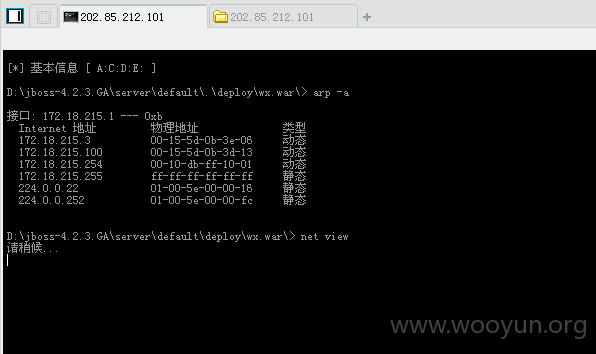 202.85.212.101
202.85.212.101
[*] 基本信息 [ A:C:D:E: ]
D:\jboss-4.2.3.GA\server\default\.\deploy\wx.war\> arp -a
接口: 172.18.215.1 --- 0xb
Internet 地址 物理地址 类型
172.18.215.3 00-15-5d-0b-3e-06 动态
172.18.215.100 00-15-5d-0b-3d-13 动态
172.18.215.254 00-10-db-ff-10-01 动态
172.18.215.255 ff-ff-ff-ff-ff-ff 静态
224.0.0.22 01-00-5e-00-00-16 静态
224.0.0.252 01-00-5e-00-00-fc 静态
D:\jboss-4.2.3.GA\server\default\deploy\wx.war\> net view
请稍候...
www.wooyun.org